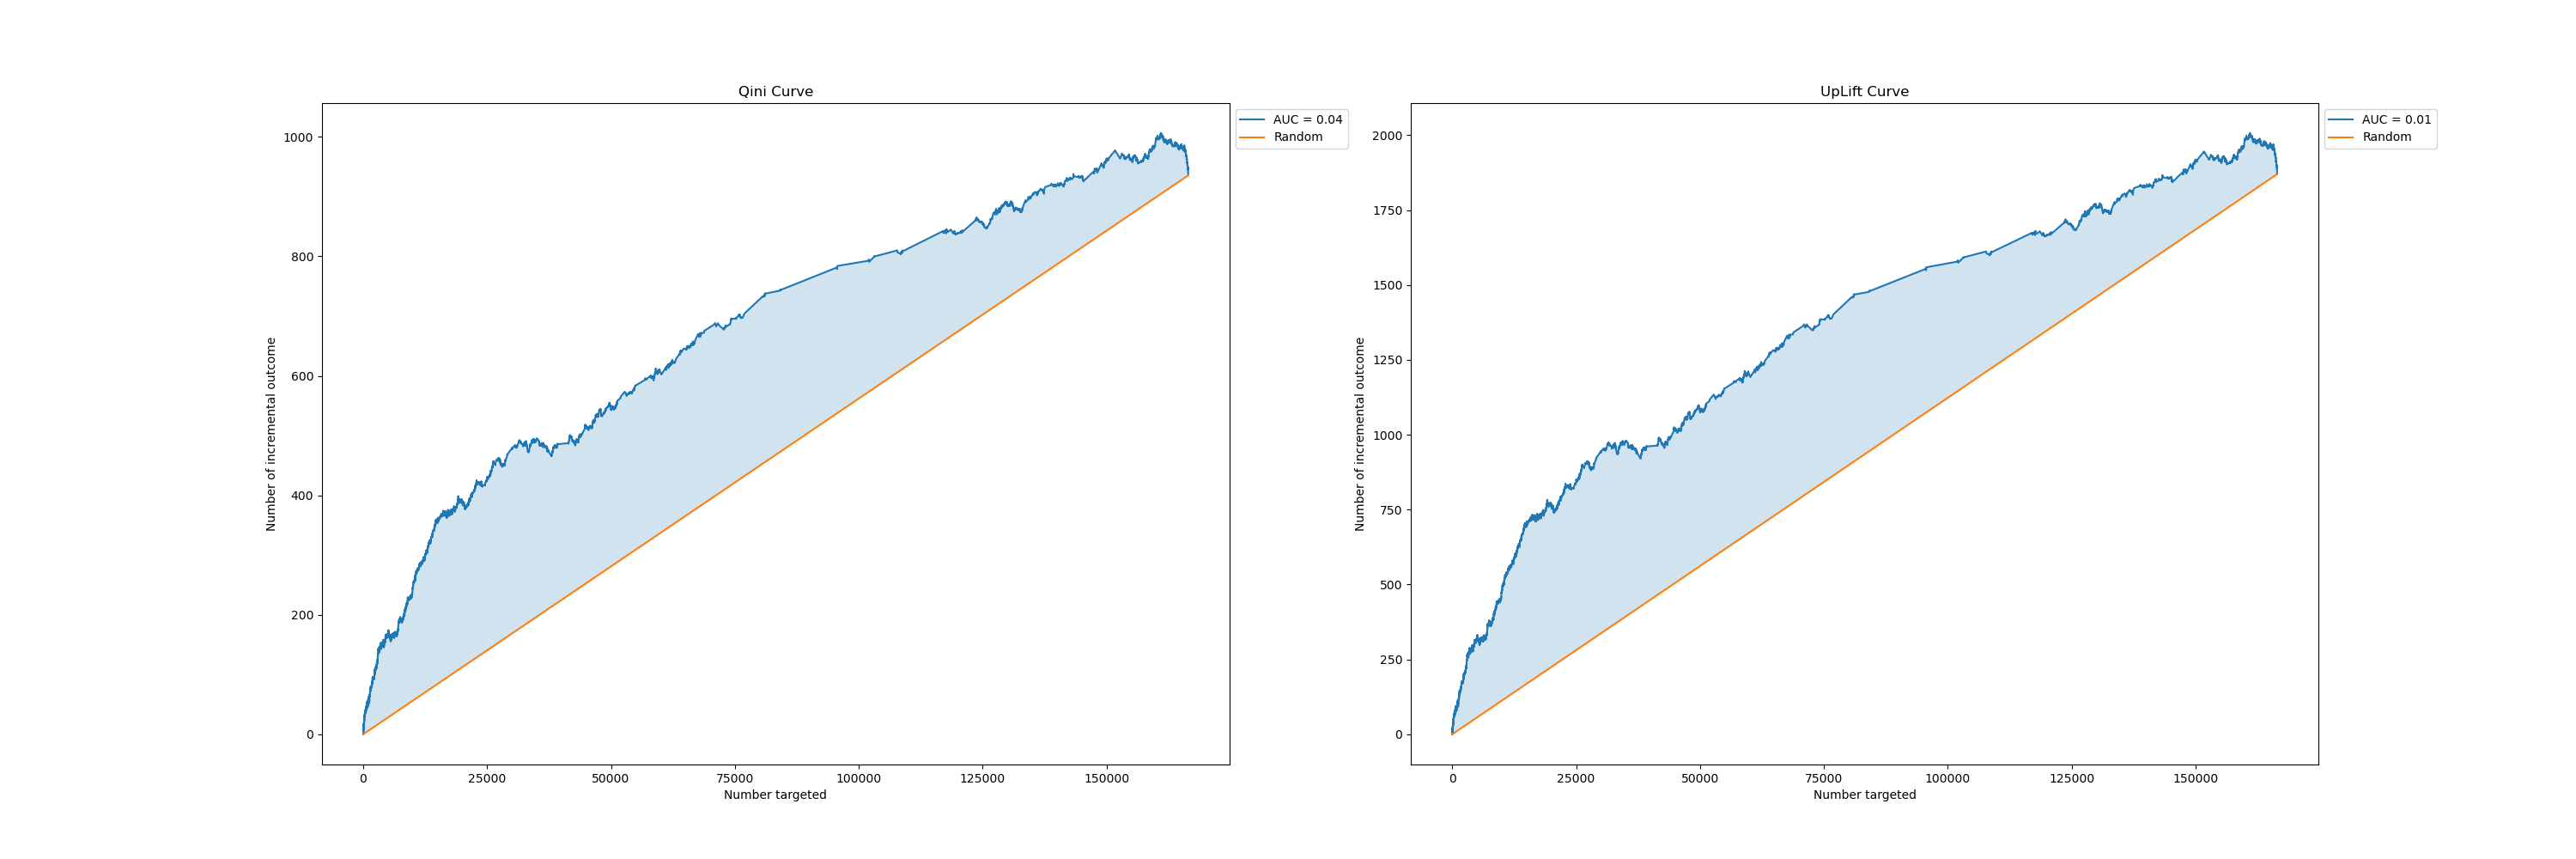 Qini Curve
1000
800
600
400
200
0
Number of incremental outcome
0 25000 50000 75000 100000 125000 150000
Number targeted
AUC = 0.04
Random
UpLift Curve
2000
1750
1500
1250
1000
750
500
250
0
Number of incremental outcome
0 25000 50000 75000 100000 125000 150000
Number targeted
AUC = 0.01
Random